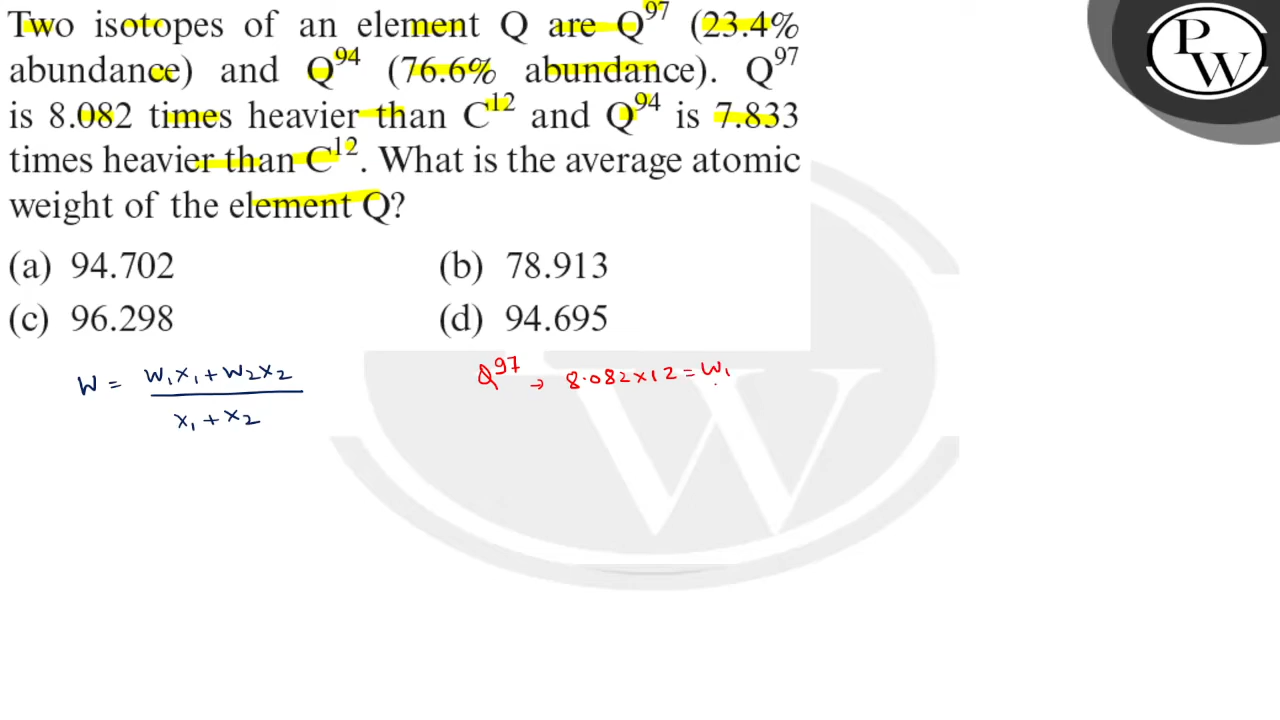 Two isotopes of an element Q are Q⁹⁷ (23.4%
abundance) and Q⁹⁴ (76.6% abundance). Q⁹⁷
is 8.082 times heavier than C¹² and Q⁹⁴ is 7.833
times heavier than C¹². What is the average atomic
weight of the element Q?
(a) 94.702 (b) 78.913
(c) 96.298 (d) 94.695
W = W₁X₁+W₂X₂ / X₁+X₂
Q⁹⁷ → 8.082×12 = W₁
PW